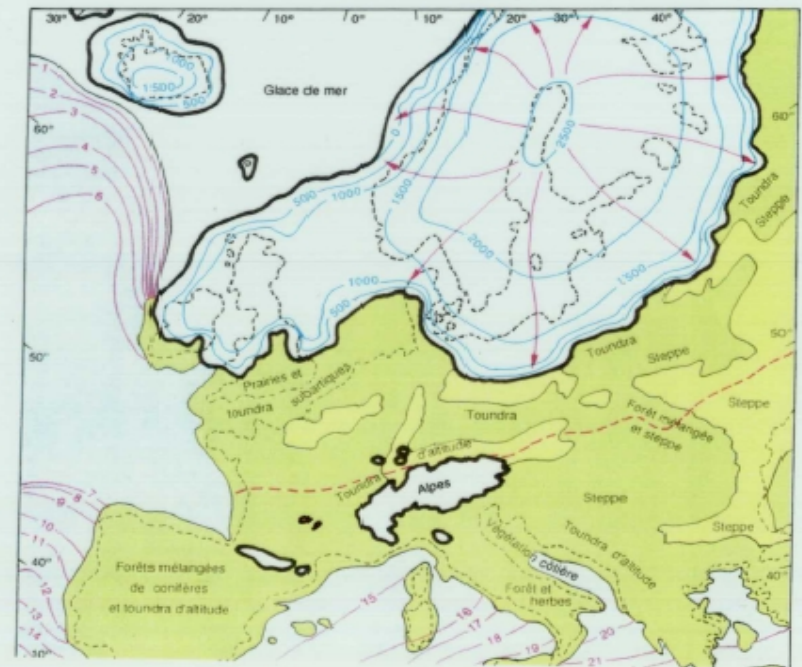 30° 20° 10° 0° 10° 20° 30° 40°
1000
1500
500
Glace de mer
1
2
3
4
5
6
60°
60°
0
2500
500 1000
1500
2000
1500
1000
500
Toundra
Steppe
50°
50°
Prairies et
toundra subartiques
Toundra
Toundra
Steppe
Forêt mélangée
et steppe
Steppe
Toundra d'altitude
Alpes
Steppe
Steppe
7
8
9
10
11
12
13
14
40°
40°
Forêts mélangées
de conifères
et toundra d'altitude
Végétation côtière
Toundra d'altitude
Forêt et
herbes
15
16
17
18
19
20
21